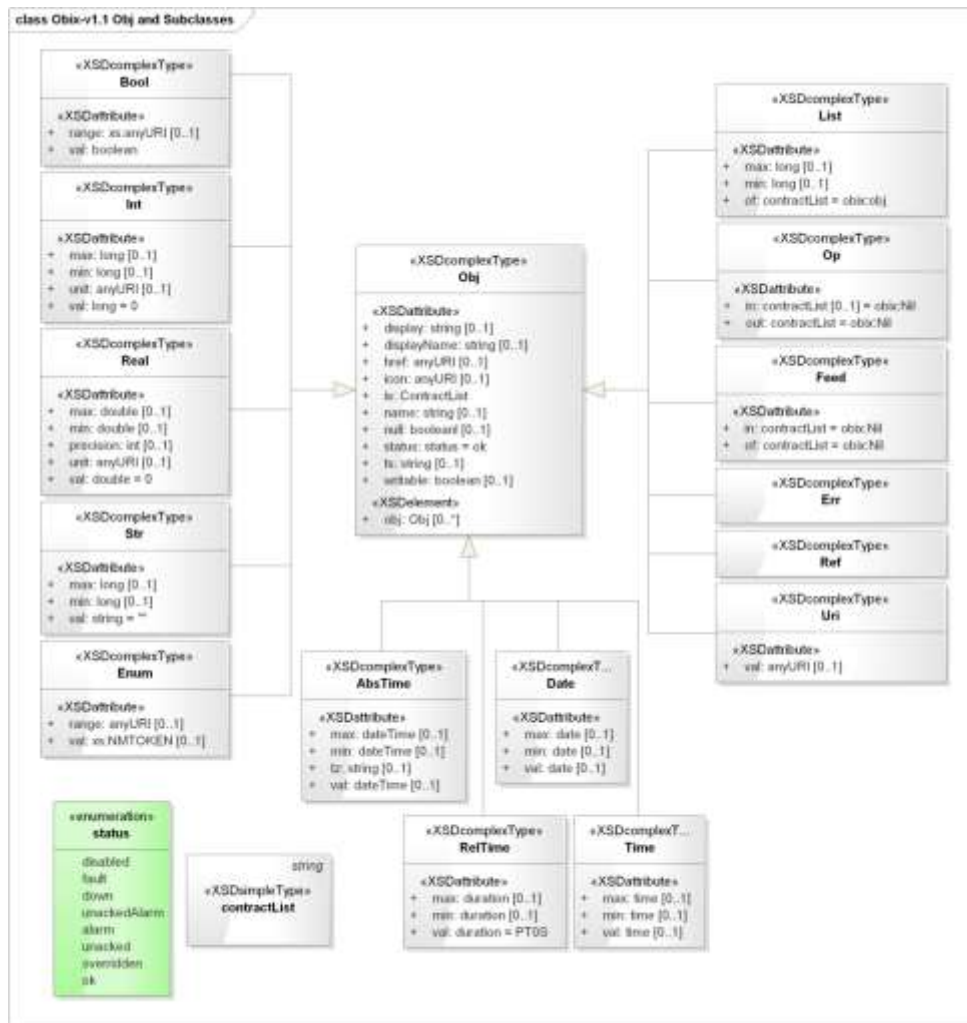 class Obix-v1.1 Obj and Subclasses
«XSDcomplexType»
Bool
«XSDattribute»
+ range: xs:anyURI [0..1]
+ val: boolean
«XSDcomplexType»
Int
«XSDattribute»
+ max: long [0..1]
+ min: long [0..1]
+ unit: anyURI [0..1]
+ val: long = 0
«XSDcomplexType»
Real
«XSDattribute»
+ max: double [0..1]
+ min: double [0..1]
+ precision: int [0..1]
+ unit: anyURI [0..1]
+ val: double = 0
«XSDcomplexType»
Str
«XSDattribute»
+ max: long [0..1]
+ min: long [0..1]
+ val: string = ""
«XSDcomplexType»
Enum
«XSDattribute»
+ range: anyURI [0..1]
+ val: xs:NMTOKEN [0..1]
«XSDcomplexType»
Obj
«XSDattribute»
+ display: string [0..1]
+ displayName: string [0..1]
+ href: anyURI [0..1]
+ icon: anyURI [0..1]
+ is: ContractList
+ name: string [0..1]
+ null: booleanl [0..1]
+ status: status = ok
+ ts: string [0..1]
+ writable: boolean [0..1]
«XSDelement»
+ obj: Obj [0..*]
«XSDcomplexType»
List
«XSDattribute»
+ max: long [0..1]
+ min: long [0..1]
+ of: contractList = obix:obj
«XSDcomplexType»
Op
«XSDattribute»
+ in: contractList [0..1] = obix:Nil
+ out: contractList = obix:Nil
«XSDcomplexType»
Feed
«XSDattribute»
+ in: contractList = obix:Nil
+ of: contractList = obix:Nil
«XSDcomplexType»
Err
«XSDcomplexType»
Ref
«XSDcomplexType»
Uri
«XSDattribute»
+ val: anyURI [0..1]
«XSDcomplexType»
AbsTime
«XSDattribute»
+ max: dateTime [0..1]
+ min: dateTime [0..1]
+ tz: string [0..1]
+ val: dateTime [0..1]
«XSDcomplexT...
Date
«XSDattribute»
+ max: date [0..1]
+ min: date [0..1]
+ val: date [0..1]
«XSDcomplexType»
RelTime
«XSDattribute»
+ max: duration [0..1]
+ min: duration [0..1]
+ val: duration = PT0S
«XSDcomplexT...
Time
«XSDattribute»
+ max: time [0..1]
+ min: time [0..1]
+ val: time [0..1]
«enumeration»
status
disabled
fault
down
unackedAlarm
alarm
unacked
overridden
ok
string
«XSDsimpleType»
contractList